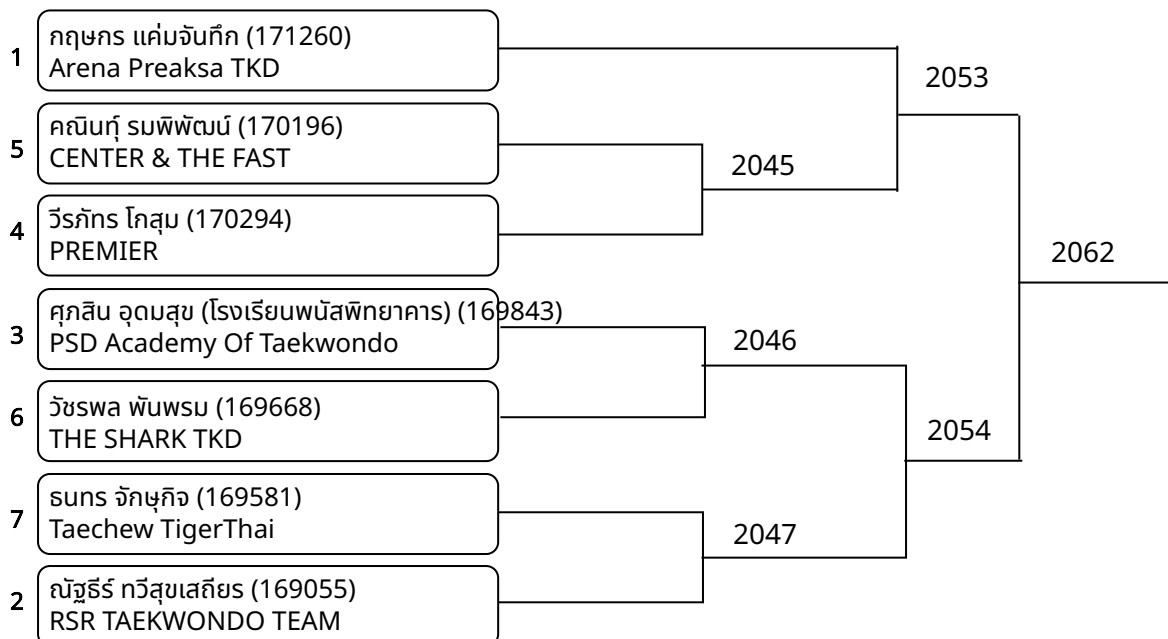 1
กฤษกร แค่มจันทึก (171260)
Arena Preaksa TKD
2053
5
คณินทุ์ รมพิพัฒน์ (170196)
CENTER & THE FAST
2045
4
วีรภัทร โกสุม (170294)
PREMIER
2062
3
ศุภสิน อุดมสุข (โรงเรียนพนัสพิทยาคาร) (169843)
PSD Academy Of Taekwondo
2046
6
วัชรพล พันพรม (169668)
THE SHARK TKD
2054
7
ธนทร จักษุกิจ (169581)
Taechew TigerThai
2047
2
ณัฐธีร์ ทวีสุขเสถียร (169055)
RSR TAEKWONDO TEAM